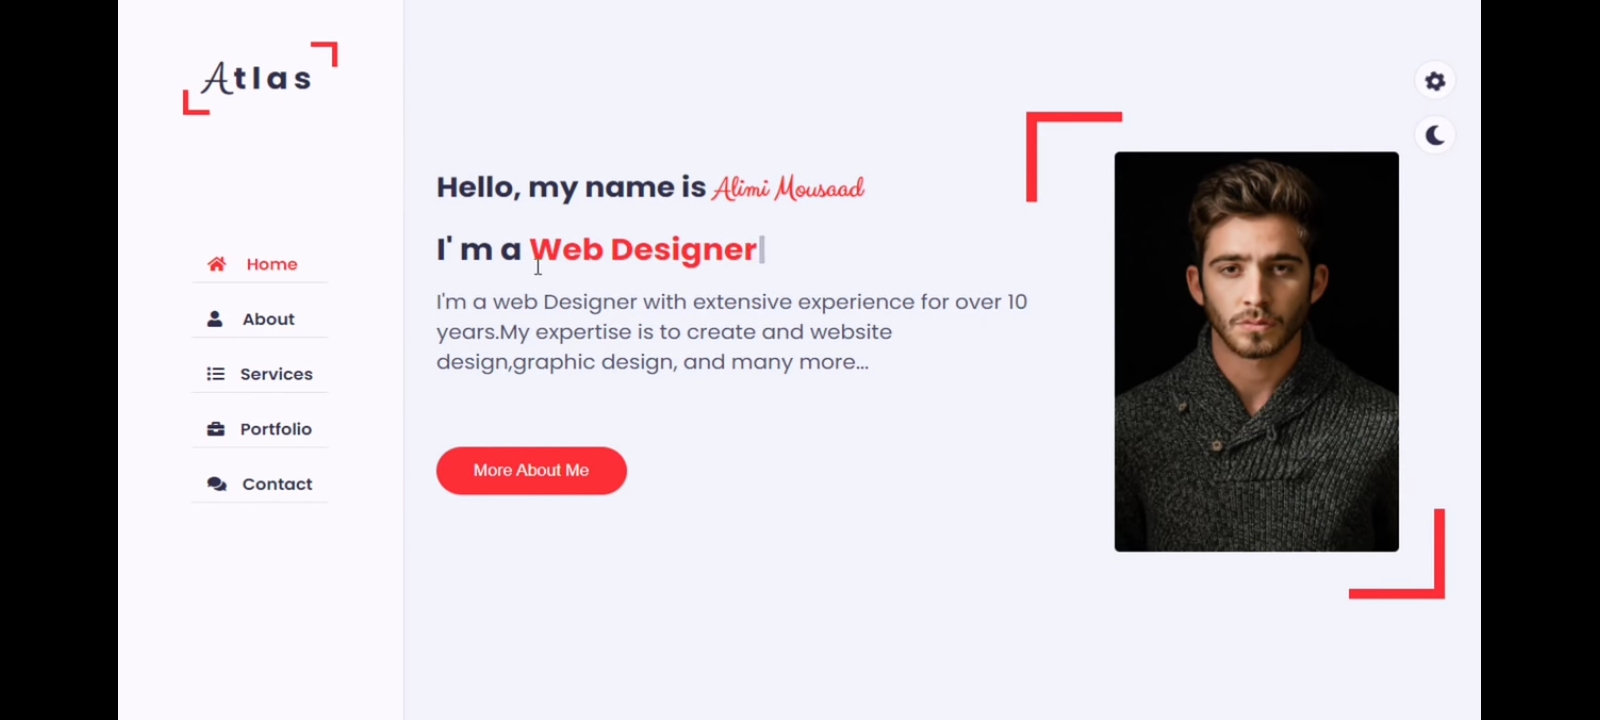 Atlas
Home
About
Services
Portfolio
Contact
Hello, my name is Alimi Mousaad
I' m a Web Designer
I'm a web Designer with extensive experience for over 10
years.My expertise is to create and website
design,graphic design, and many more...
More About Me